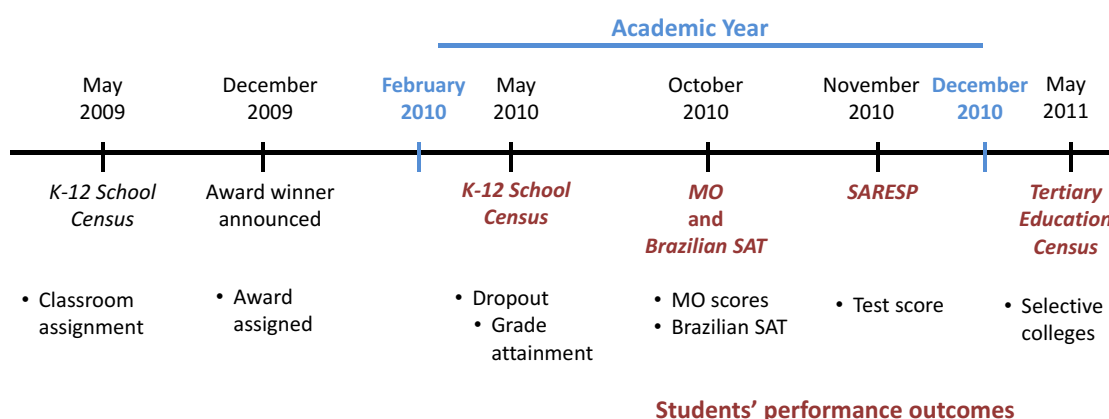 Academic Year
May
2009
December
2009
February
2010
May
2010
October
2010
November
2010
December
2010
May
2011
K-12 School
Census
Award winner
announced
K-12 School
Census
MO
and
Brazilian SAT
SARESP
Tertiary
Education
Census
• Classroom
assignment
• Award
assigned
• Dropout
• Grade
attainment
• MO scores
• Brazilian SAT
• Test score
• Selective
colleges
Students’ performance outcomes